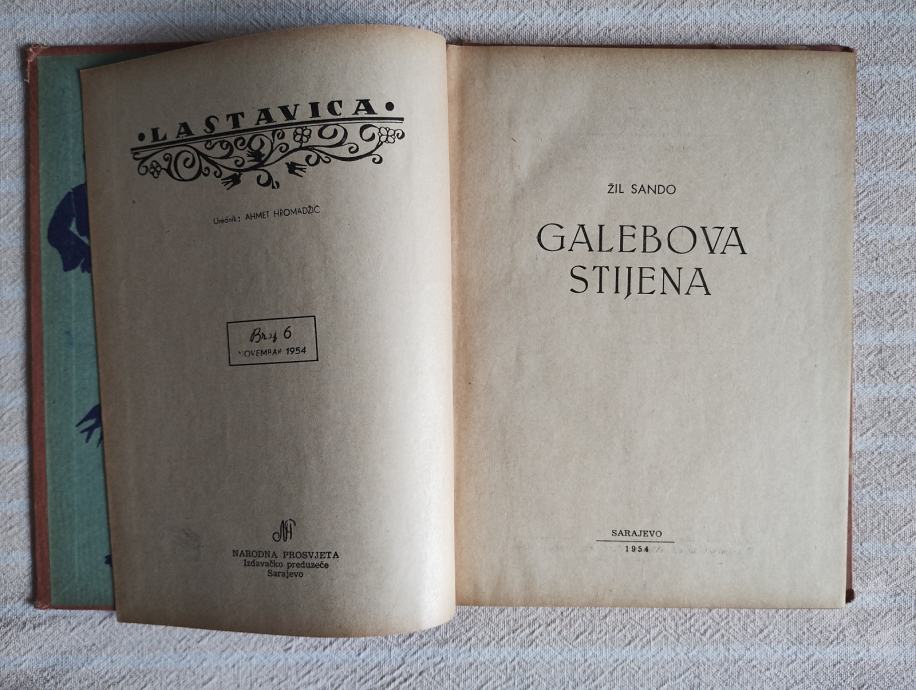 • LASTAVICA •
Urednik: AHMET HROMADŽIĆ
Broj 6
NOVEMBAR 1954
NP
NARODNA PROSVJETA
Izdavačko preduzeće
Sarajevo
ŽIL SANDO
GALEBOVA
STIJENA
SARAJEVO
1954